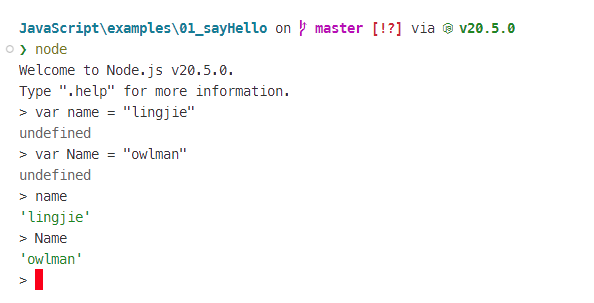 JavaScript\examples\01_sayHello on master [!?] via v20.5.0
❯ node
Welcome to Node.js v20.5.0.
Type ".help" for more information.
> var name = "lingjie"
undefined
> var Name = "owlman"
undefined
> name
'lingjie'
> Name
'owlman'
>